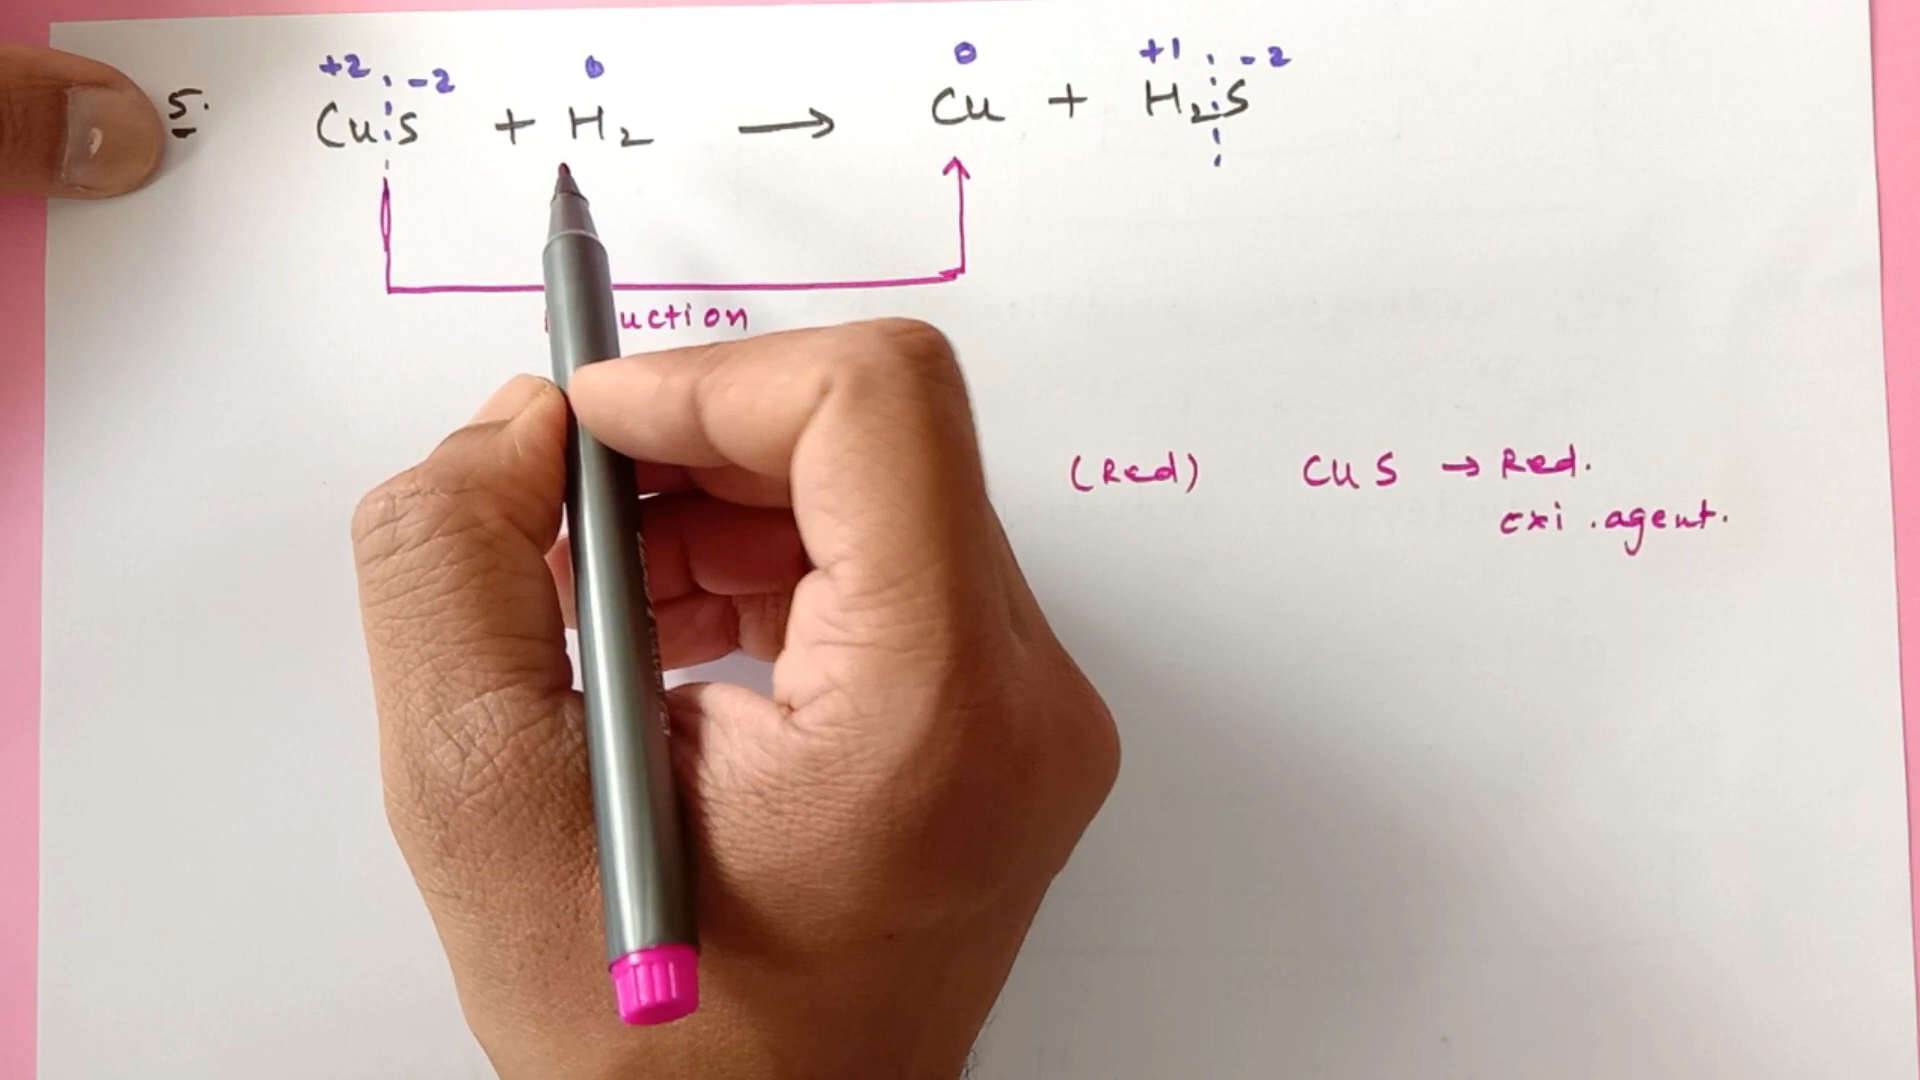 +2 -2 0 0 +1 -2
5. CuS + H₂ → Cu + H₂S
uction
(Red) CuS → Red.
oxi. agent.